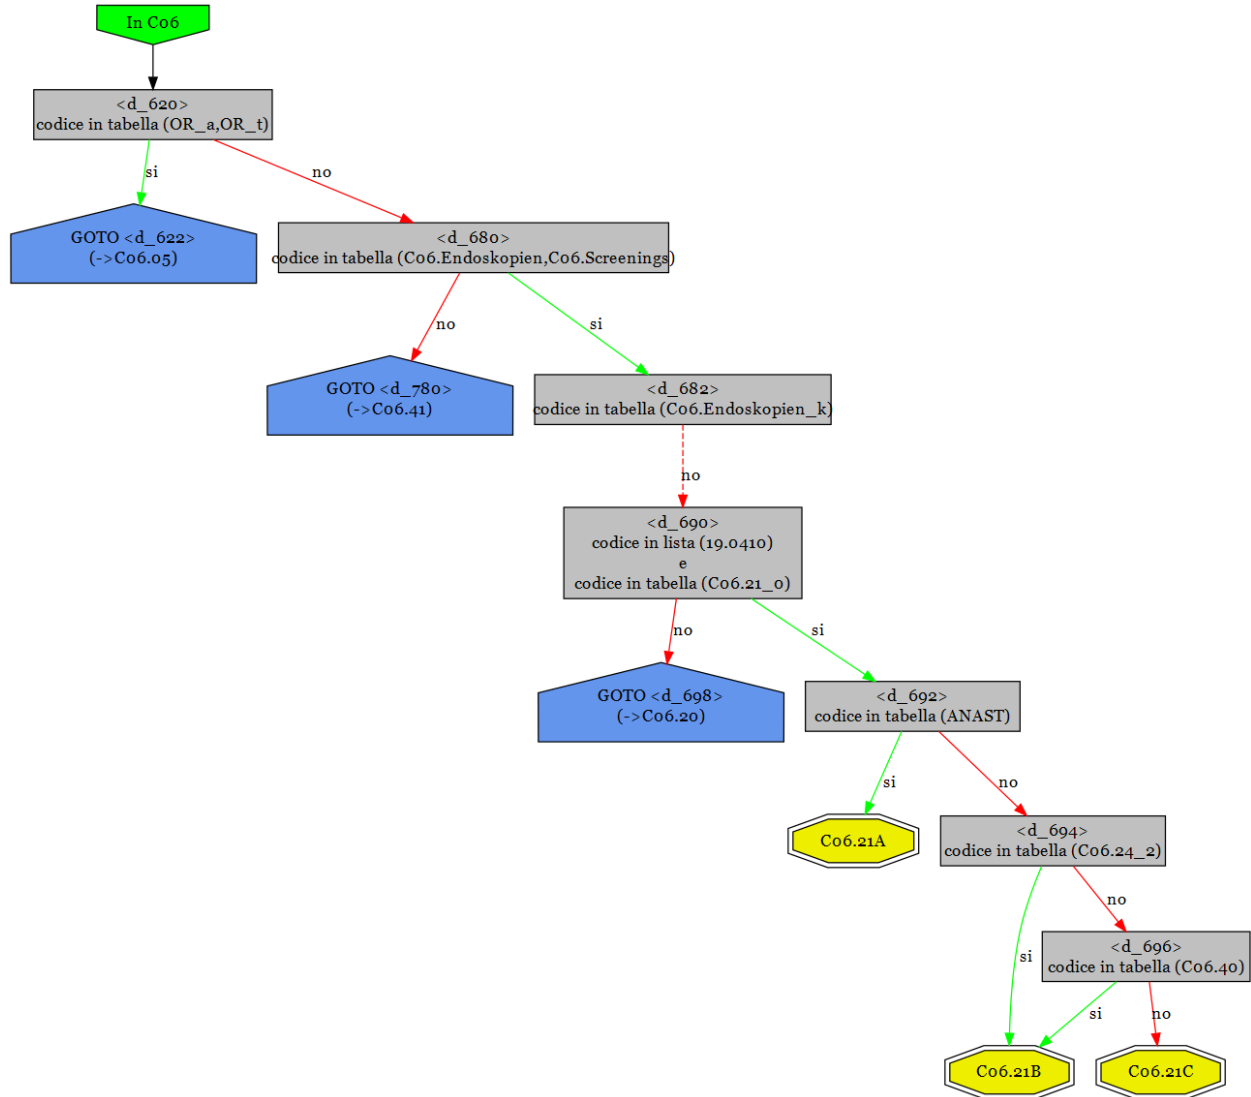 In C06
<d_620>
codice in tabella (OR_a,OR_t)
si
no
GOTO <d_622>
(->C06.05)
<d_680>
codice in tabella (C06.Endoskopien,C06.Screenings)
no
si
GOTO <d_780>
(->C06.41)
<d_682>
codice in tabella (C06.Endoskopien_k)
no
<d_690>
codice in lista (19.0410)
e
codice in tabella (C06.21_0)
no
si
GOTO <d_698>
(->C06.20)
<d_692>
codice in tabella (ANAST)
si
no
C06.21A
<d_694>
codice in tabella (C06.24_2)
no
si
<d_696>
codice in tabella (C06.40)
si
no
C06.21B
C06.21C